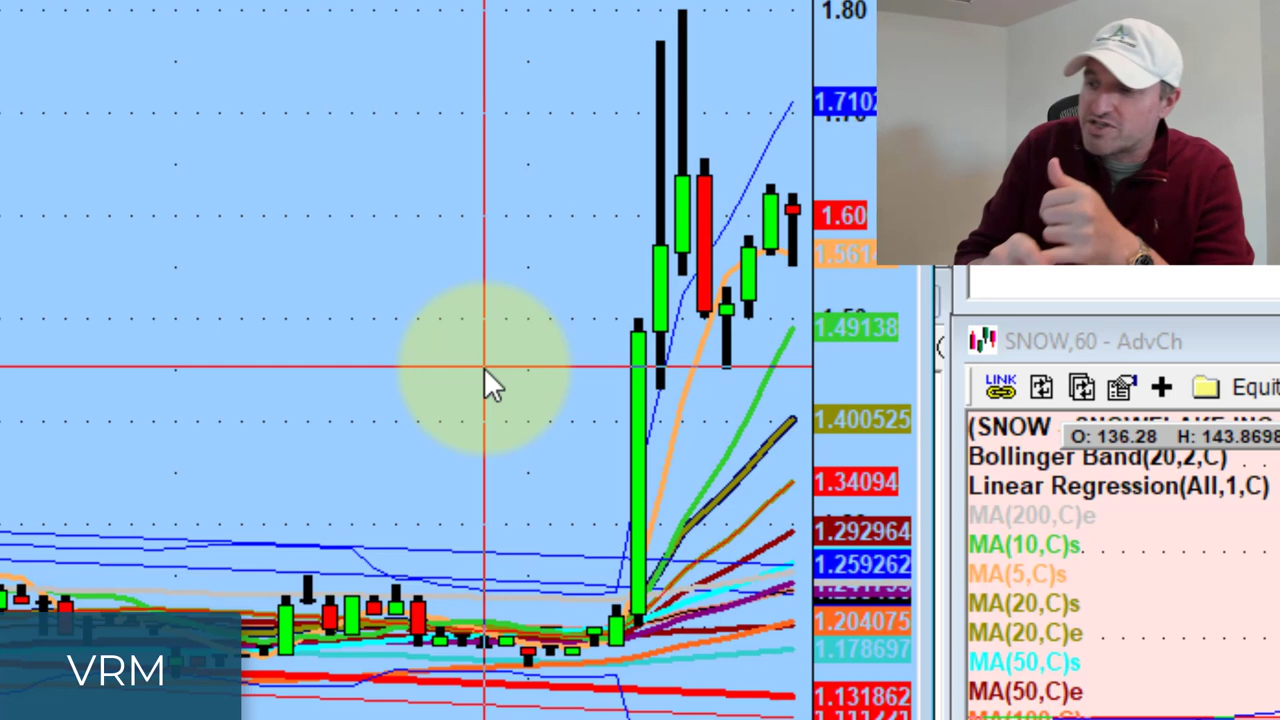 1.80
1.7102
1.60
1.561
1.49138
1.400525
1.34094
1.292964
1.259262
1.204075
1.178697
1.131862
VRM
SNOW,60 - AdvCh
LINK
Equit
(SNOW
O: 136.28 H: 143.8698
Bollinger Band(20,2,C)
Linear Regression(All,1,C)
MA(200,C)e
MA(10,C)s
MA(5,C)s
MA(20,C)s
MA(20,C)e
MA(50,C)s
MA(50,C)e